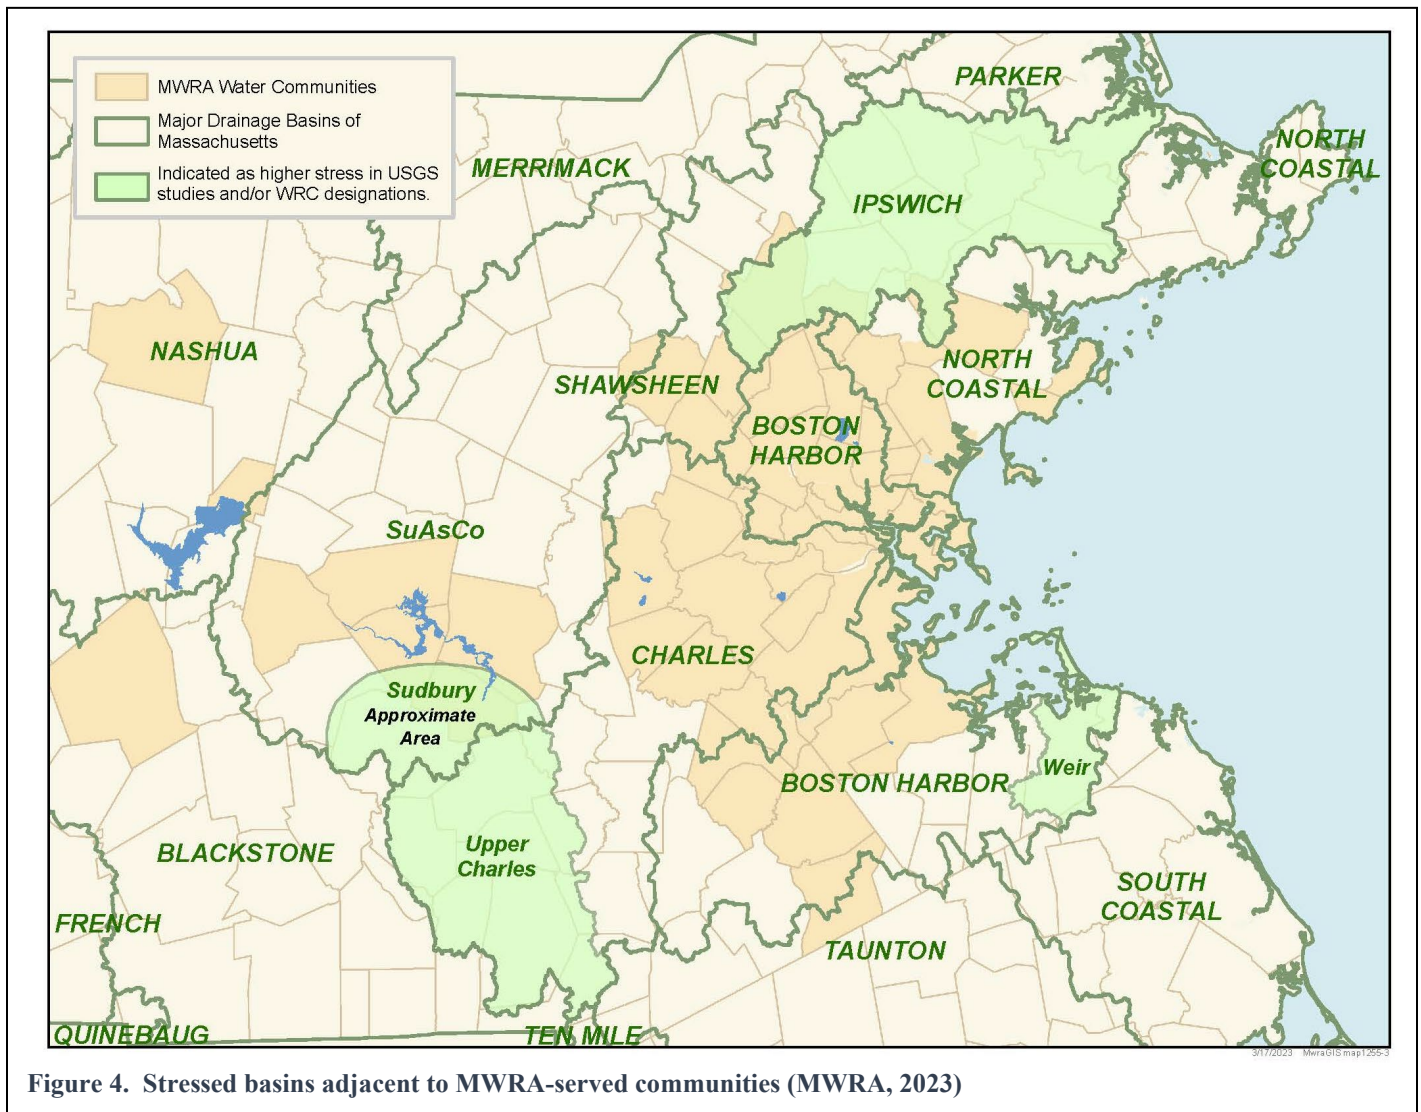 MWRA Water Communities
Major Drainage Basins of
Massachusetts
Indicated as higher stress in USGS
studies and/or WRC designations.
PARKER
NORTH
COASTAL
MERRIMACK
IPSWICH
NASHUA
SHAWSHEEN
NORTH
COASTAL
BOSTON
HARBOR
SuAsCo
CHARLES
Sudbury
Approximate
Area
BOSTON HARBOR
Weir
BLACKSTONE
Upper
Charles
SOUTH
COASTAL
FRENCH
TAUNTON
QUINEBAUG
TEN MILE
3/17/2023 MwraGIS map1255-3
Figure 4. Stressed basins adjacent to MWRA-served communities (MWRA, 2023)